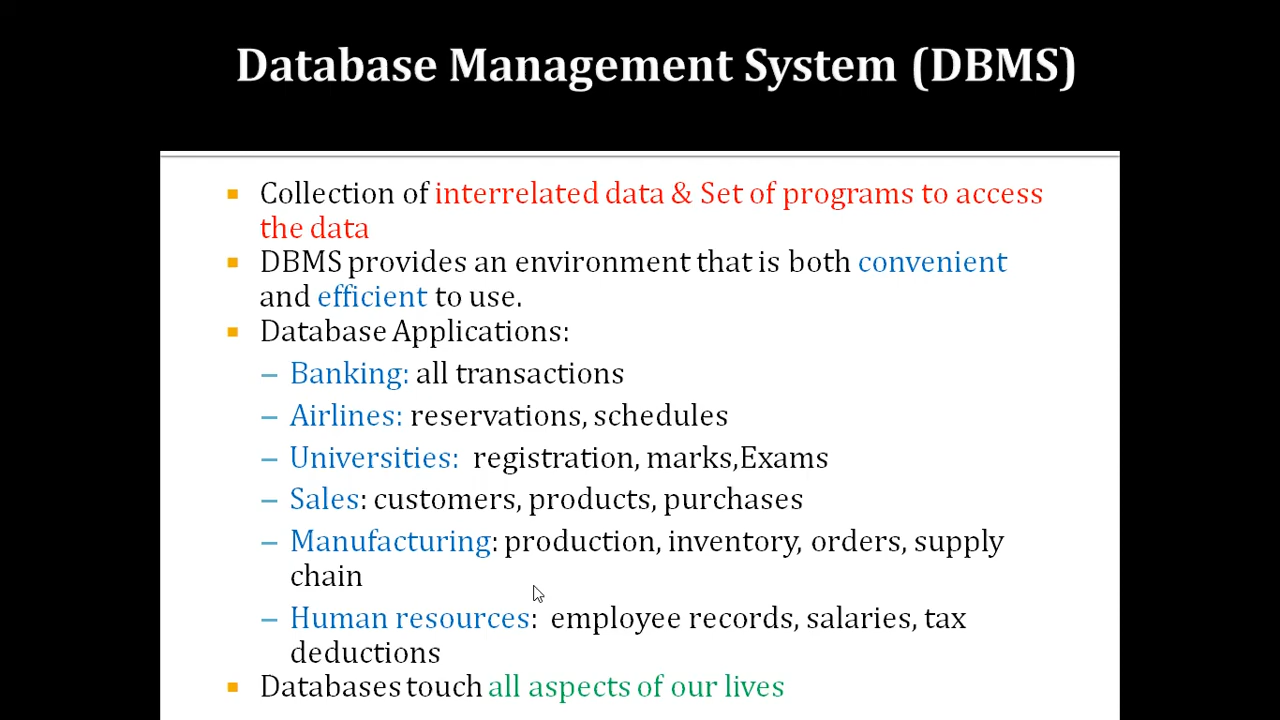 Database Management System (DBMS)
▪ Collection of interrelated data & Set of programs to access
the data
▪ DBMS provides an environment that is both convenient
and efficient to use.
▪ Database Applications:
– Banking: all transactions
– Airlines: reservations, schedules
– Universities: registration, marks,Exams
– Sales: customers, products, purchases
– Manufacturing: production, inventory, orders, supply
chain
– Human resources: employee records, salaries, tax
deductions
▪ Databases touch all aspects of our lives